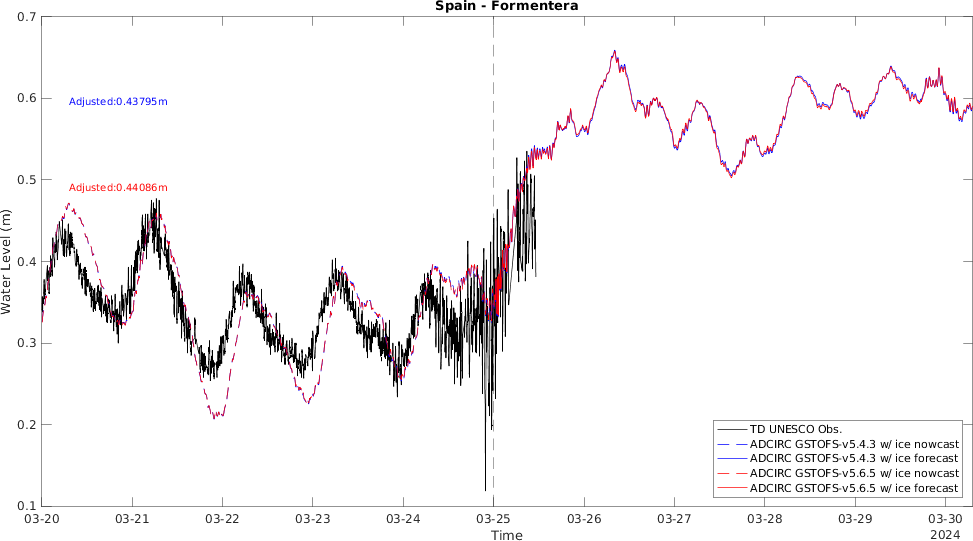 Spain - Formentera
0.7
0.6
0.5
0.4
0.3
0.2
0.1
Water Level (m)
Adjusted:0.43795m
Adjusted:0.44086m
TD UNESCO Obs.
ADCIRC GSTOFS-v5.4.3 w/ ice nowcast
ADCIRC GSTOFS-v5.4.3 w/ ice forecast
ADCIRC GSTOFS-v5.6.5 w/ ice nowcast
ADCIRC GSTOFS-v5.6.5 w/ ice forecast
03-20 03-21 03-22 03-23 03-24 03-25 03-26 03-27 03-28 03-29 03-30
Time
2024